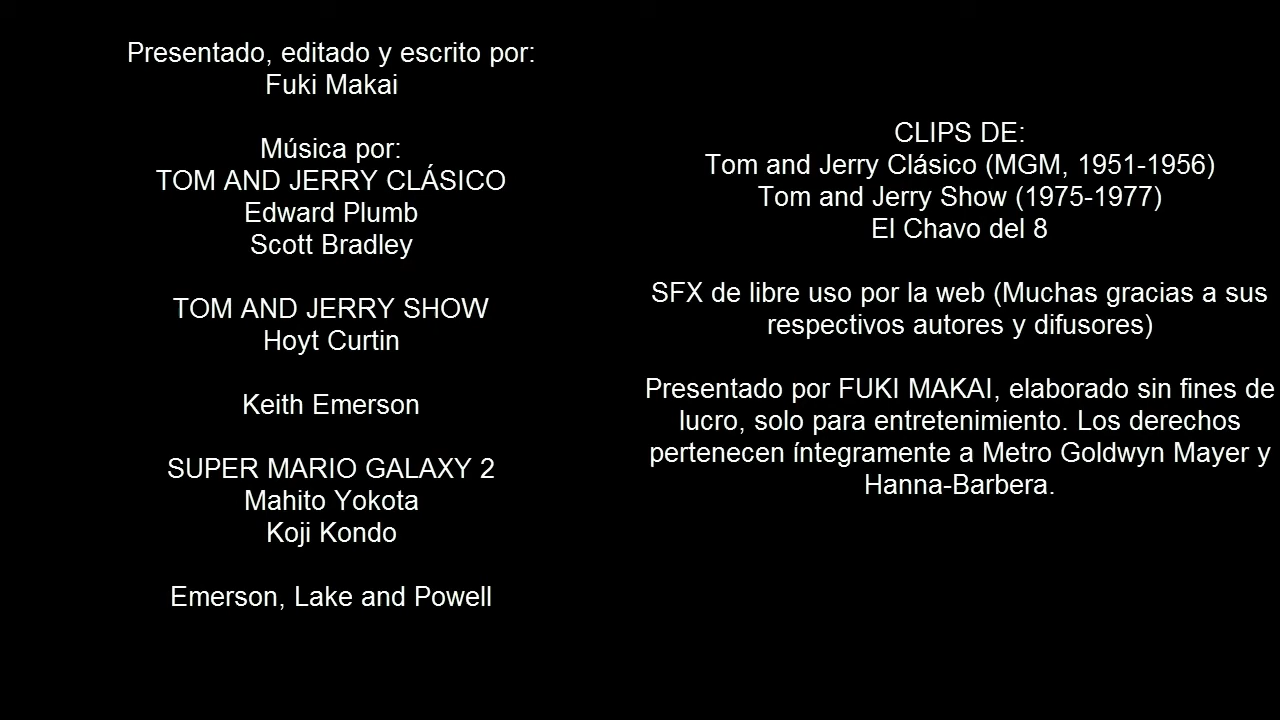 Presentado, editado y escrito por:
Fuki Makai
Música por:
TOM AND JERRY CLÁSICO
Edward Plumb
Scott Bradley
TOM AND JERRY SHOW
Hoyt Curtin
Keith Emerson
SUPER MARIO GALAXY 2
Mahito Yokota
Koji Kondo
Emerson, Lake and Powell
CLIPS DE:
Tom and Jerry Clásico (MGM, 1951-1956)
Tom and Jerry Show (1975-1977)
El Chavo del 8
SFX de libre uso por la web (Muchas gracias a sus
respectivos autores y difusores)
Presentado por FUKI MAKAI, elaborado sin fines de
lucro, solo para entretenimiento. Los derechos
pertenecen íntegramente a Metro Goldwyn Mayer y
Hanna-Barbera.